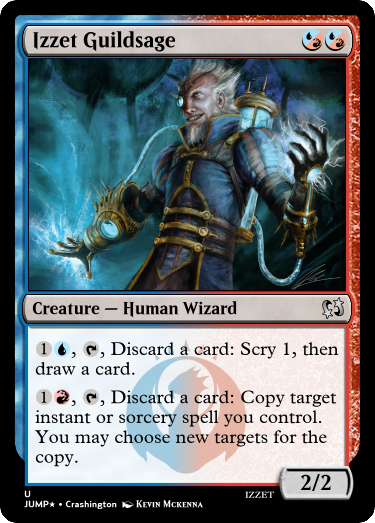 Izzet Guildsage
Creature — Human Wizard
1, , Discard a card: Scry 1, then
draw a card.
1, , Discard a card: Copy target
instant or sorcery spell you control.
You may choose new targets for the
copy.
2/2
U
JUMP★ • Crashington Kevin Mckenna
IZZET